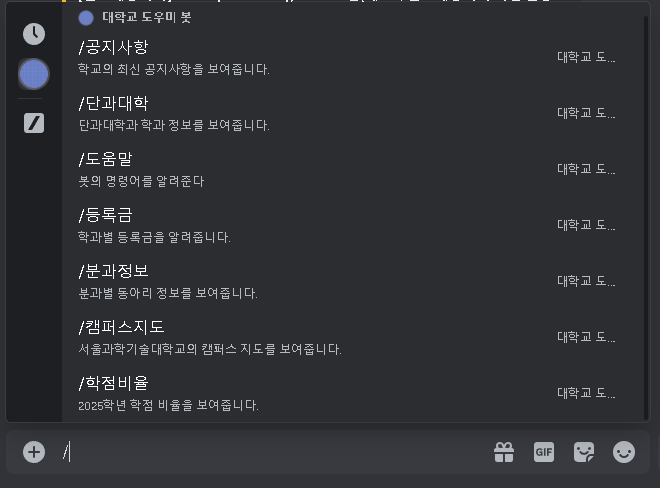 대학교 도우미 봇
/공지사항
학교의 최신 공지사항을 보여줍니다.
대학교 도...
/단과대학
단과대학과 학과 정보를 보여줍니다.
대학교 도...
/도움말
봇의 명령어를 알려준다
대학교 도...
/등록금
학과별 등록금을 알려줍니다.
대학교 도...
/분과정보
분과별 동아리 정보를 보여줍니다.
대학교 도...
/캠퍼스지도
서울과학기술대학교의 캠퍼스 지도를 보여줍니다.
대학교 도...
/학점비율
2025학년 학점 비율을 보여줍니다.
대학교 도...
/
GIF